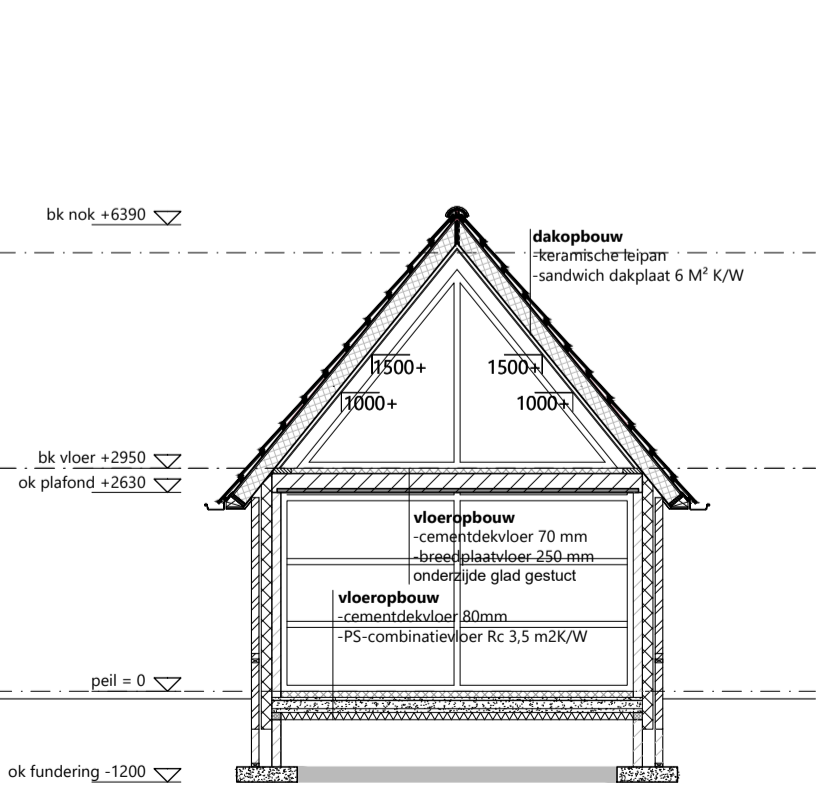 bk nok +6390
dakopbouw
-keramische leipan
-sandwich dakplaat 6 M² K/W
1500+
1500+
1000+
1000+
bk vloer +2950
ok plafond +2630
vloeropbouw
-cementdekvloer 70 mm
-breedplaatvloer 250 mm
onderzijde glad gestuct
vloeropbouw
-cementdekvloer 80mm
-PS-combinatievloer Rc 3,5 m2K/W
peil = 0
ok fundering -1200